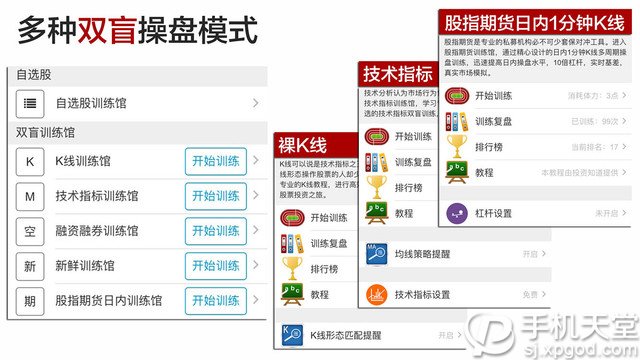 多种双盲操盘模式
自选股
自选股训练馆
双盲训练馆
K K线训练馆 开始训练
M 技术指标训练馆 开始训练
空 融资融券训练馆 开始训练
新 新鲜训练馆 开始训练
期 股指期货日内训练馆 开始训练
裸K线
K线可以说是技术指标之
线形态操作股票的人却少
专业的K线教程，进行高
股票投资之旅。
开始训练
训练复盘
排行榜
教程
K线形态匹配提醒 开启
技术指标
技术分析认为市场行为
技术指标训练馆，学习
选的技术指标双盲训练。
开始训练
训练复盘
排行榜
教程
MA
均线策略提醒 开启
技术指标设置 免费
股指期货日内1分钟K线
股指期货是专业的私募机构必不可少套保对冲工具。进入
股指期货训练馆，通过精心设计的日内1分钟K线多周期操
盘训练，迅速提高日内操盘水平，10倍杠杆，实时基差，
真实市场模拟。
开始训练 消耗体力：3点
训练复盘 已训练：99次
排行榜 当前排名：17
教程 本教程由投资知道提供
杠杆设置 未开启
手机天堂
sj.xpgod.com